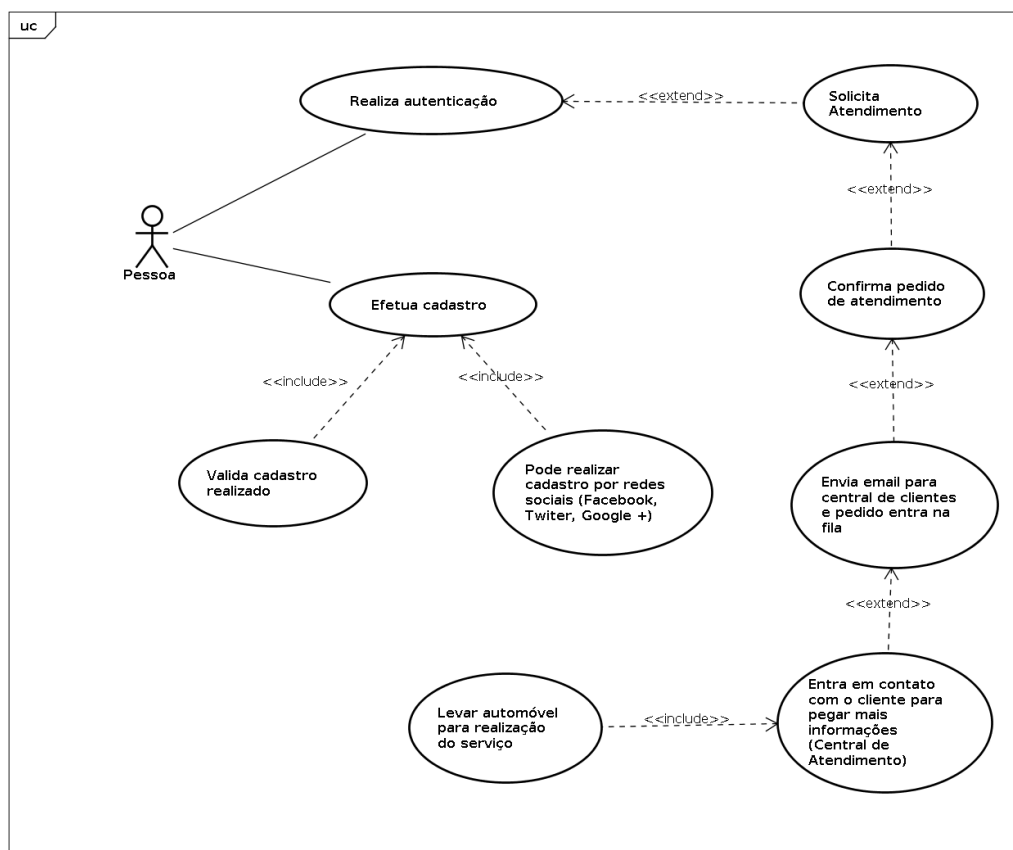 uc
Realiza autenticação
<<extend>>
Solicita
Atendimento
<<extend>>
Pessoa
Efetua cadastro
Confirma pedido
de atendimento
<<include>>
<<include>>
<<extend>>
Valida cadastro
realizado
Pode realizar
cadastro por redes
sociais (Facebook,
Twiter, Google +)
Envia email para
central de clientes
e pedido entra na
fila
<<extend>>
Levar automóvel
para realização
do serviço
<<include>>
Entra em contato
com o cliente para
pegar mais
informações
(Central de
Atendimento)